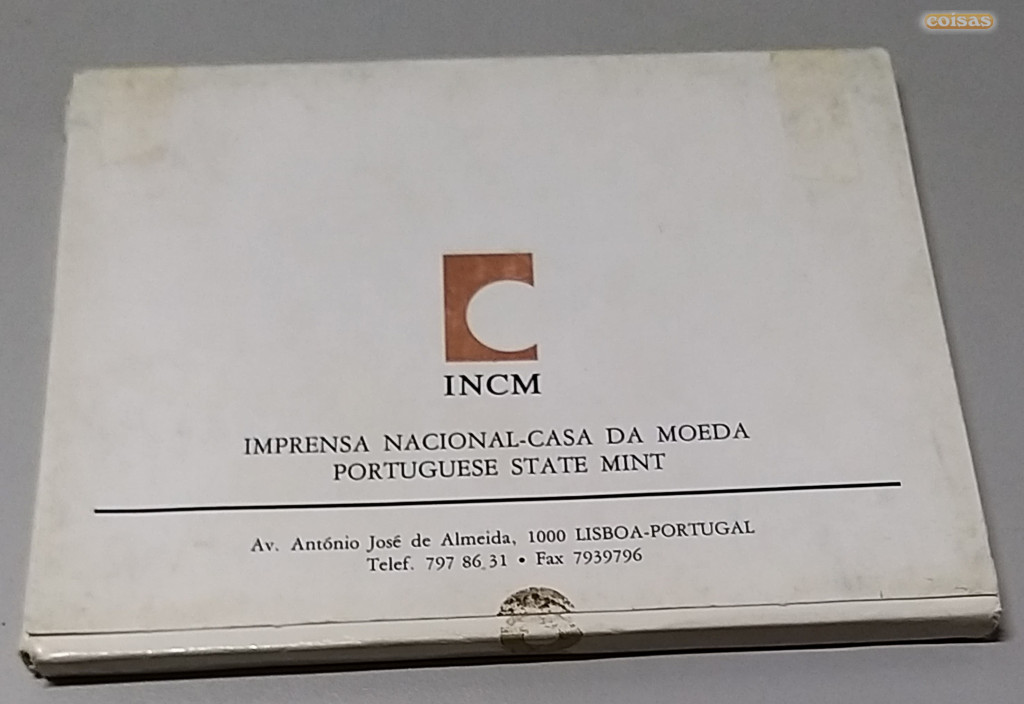 coisas
INCM
IMPRENSA NACIONAL-CASA DA MOEDA
PORTUGUESE STATE MINT
Av. António José de Almeida, 1000 LISBOA-PORTUGAL
Telef. 797 86 31 • Fax 7939796